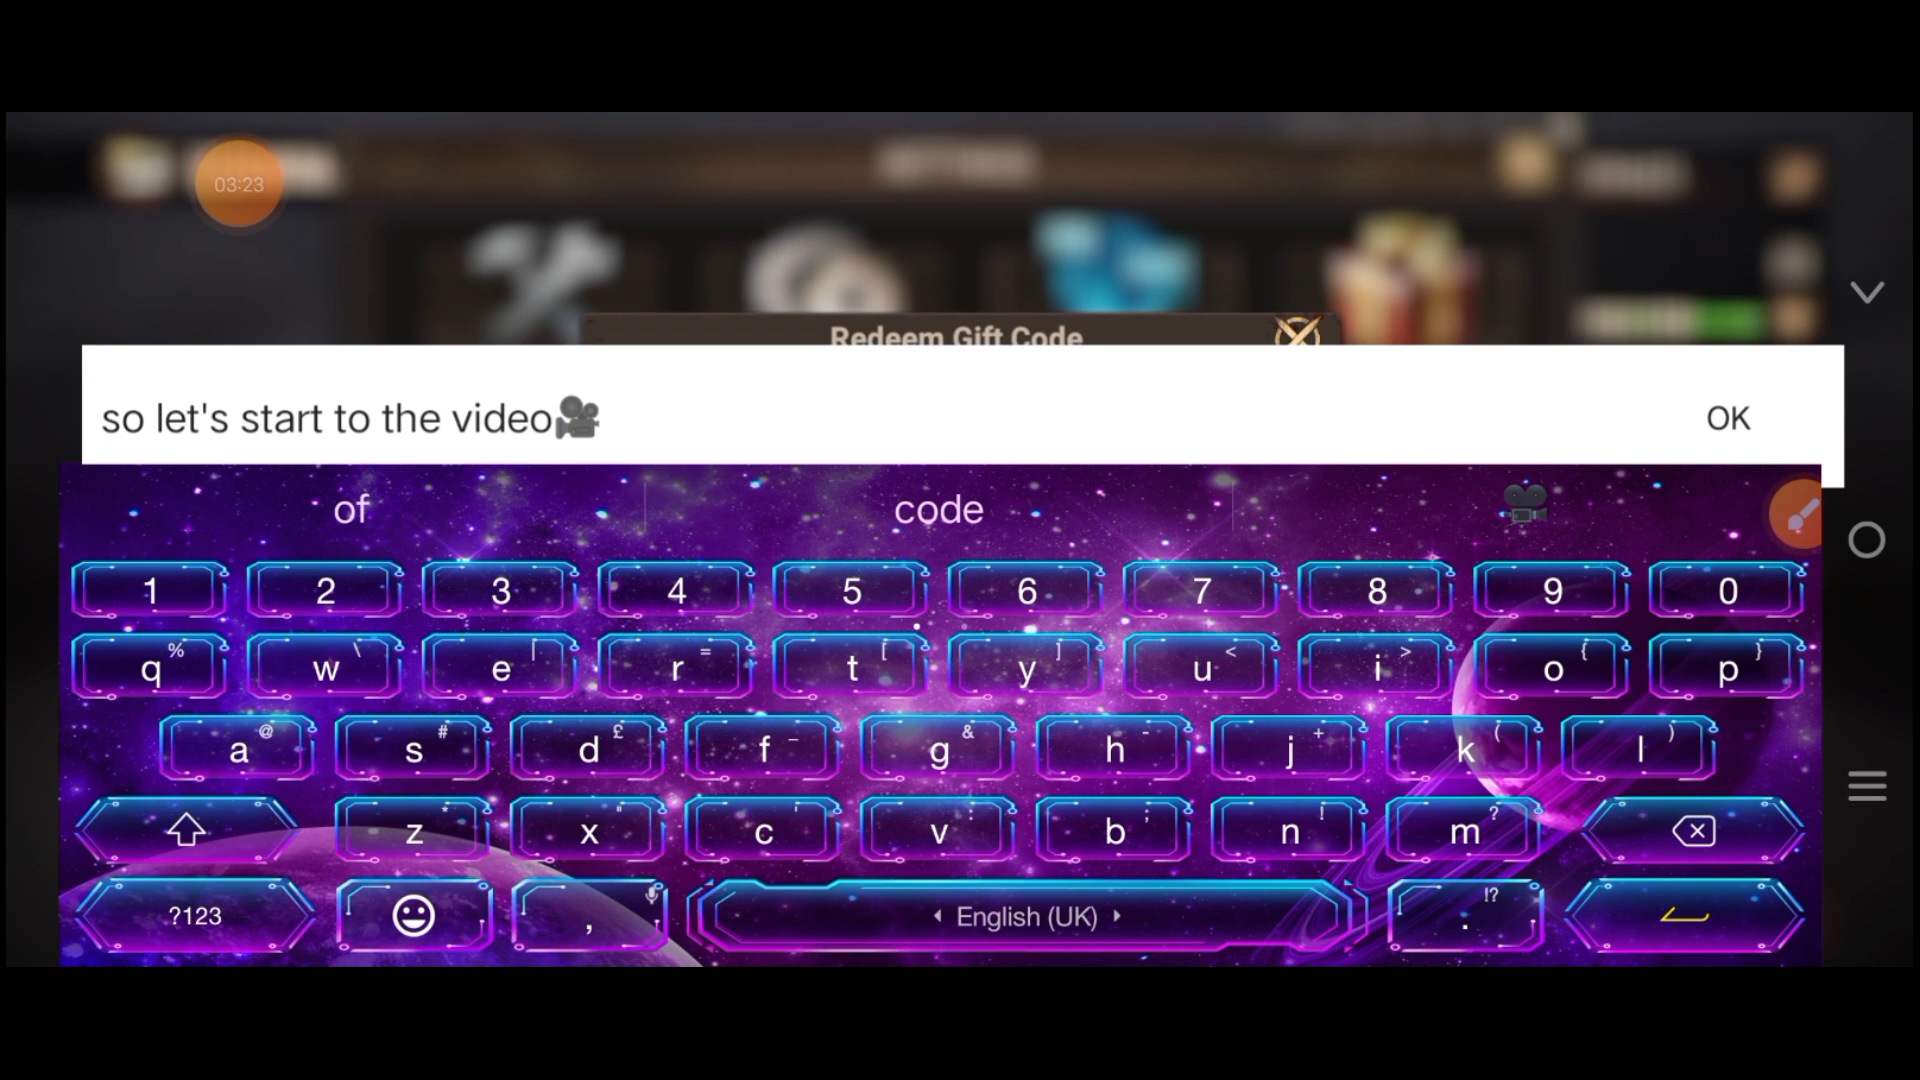 03:23
Redeem Gift Code
so let's start to the video🎥
OK
of code 🎥
1 2 3 4 5 6 7 8 9 0
q % w \ e | r = t [ y ] u < i > o { p }
a @ s # d £ f _ g & h - j + k ( l )
z * x " c ' v : b ; n ! m ?
?123 , English (UK) . !?